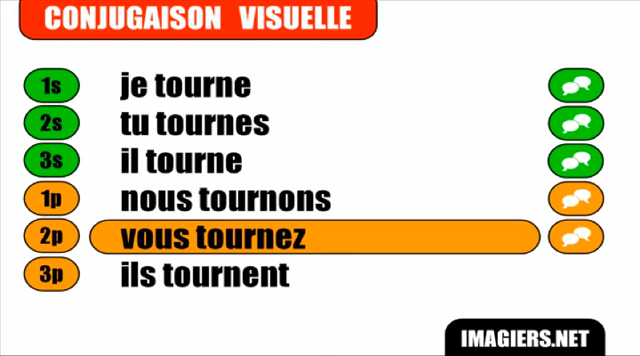 CONJUGAISON VISUELLE
1s je tourne
2s tu tournes
3s il tourne
1p nous tournons
2p vous tournez
3p ils tournent
IMAGIERS.NET